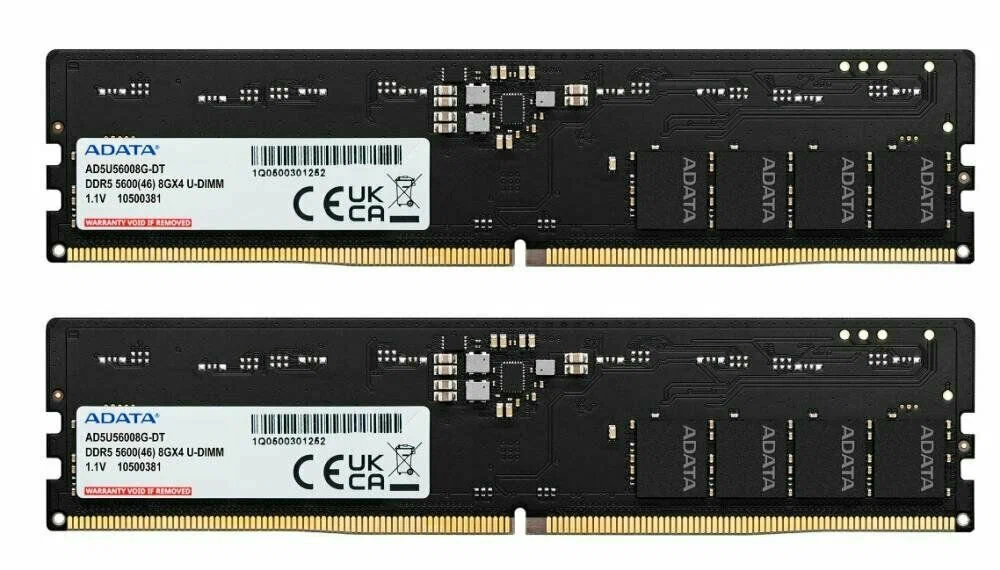 ADATA®
AD5U56008G-DT
DDR5 5600(46) 8GX4 U-DIMM
1.1V 10500381
WARRANTY VOID IF REMOVED
1Q0500301252
CE UK CA
ADATA ADATA ADATA ADATA
ADATA®
AD5U56008G-DT
DDR5 5600(46) 8GX4 U-DIMM
1.1V 10500381
WARRANTY VOID IF REMOVED
1Q0500301252
CE UK CA
ADATA ADATA ADATA ADATA